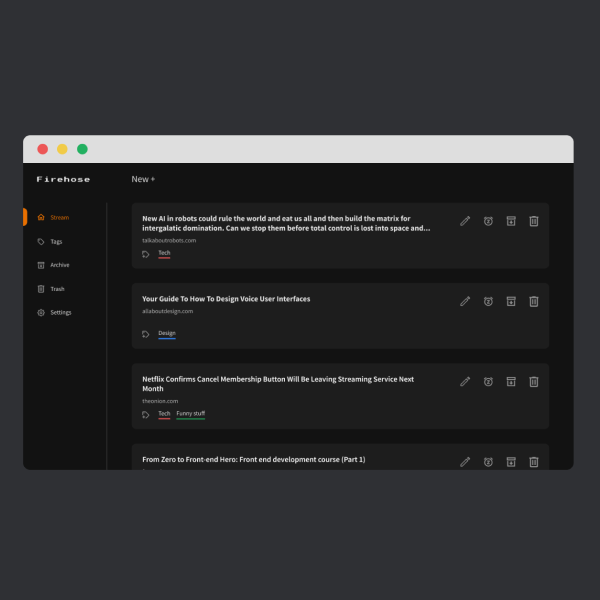 Firehose
New +
Stream
Tags
Archive
Trash
Settings
New AI in robots could rule the world and eat us all and then build the matrix for
intergalatic domination. Can we stop them before total control is lost into space and...
talkaboutrobots.com
Tech
Your Guide To How To Design Voice User Interfaces
allaboutdesign.com
Design
Netflix Confirms Cancel Membership Button Will Be Leaving Streaming Service Next
Month
theonion.com
Tech Funny stuff
From Zero to Front-end Hero: Front end development course (Part 1)